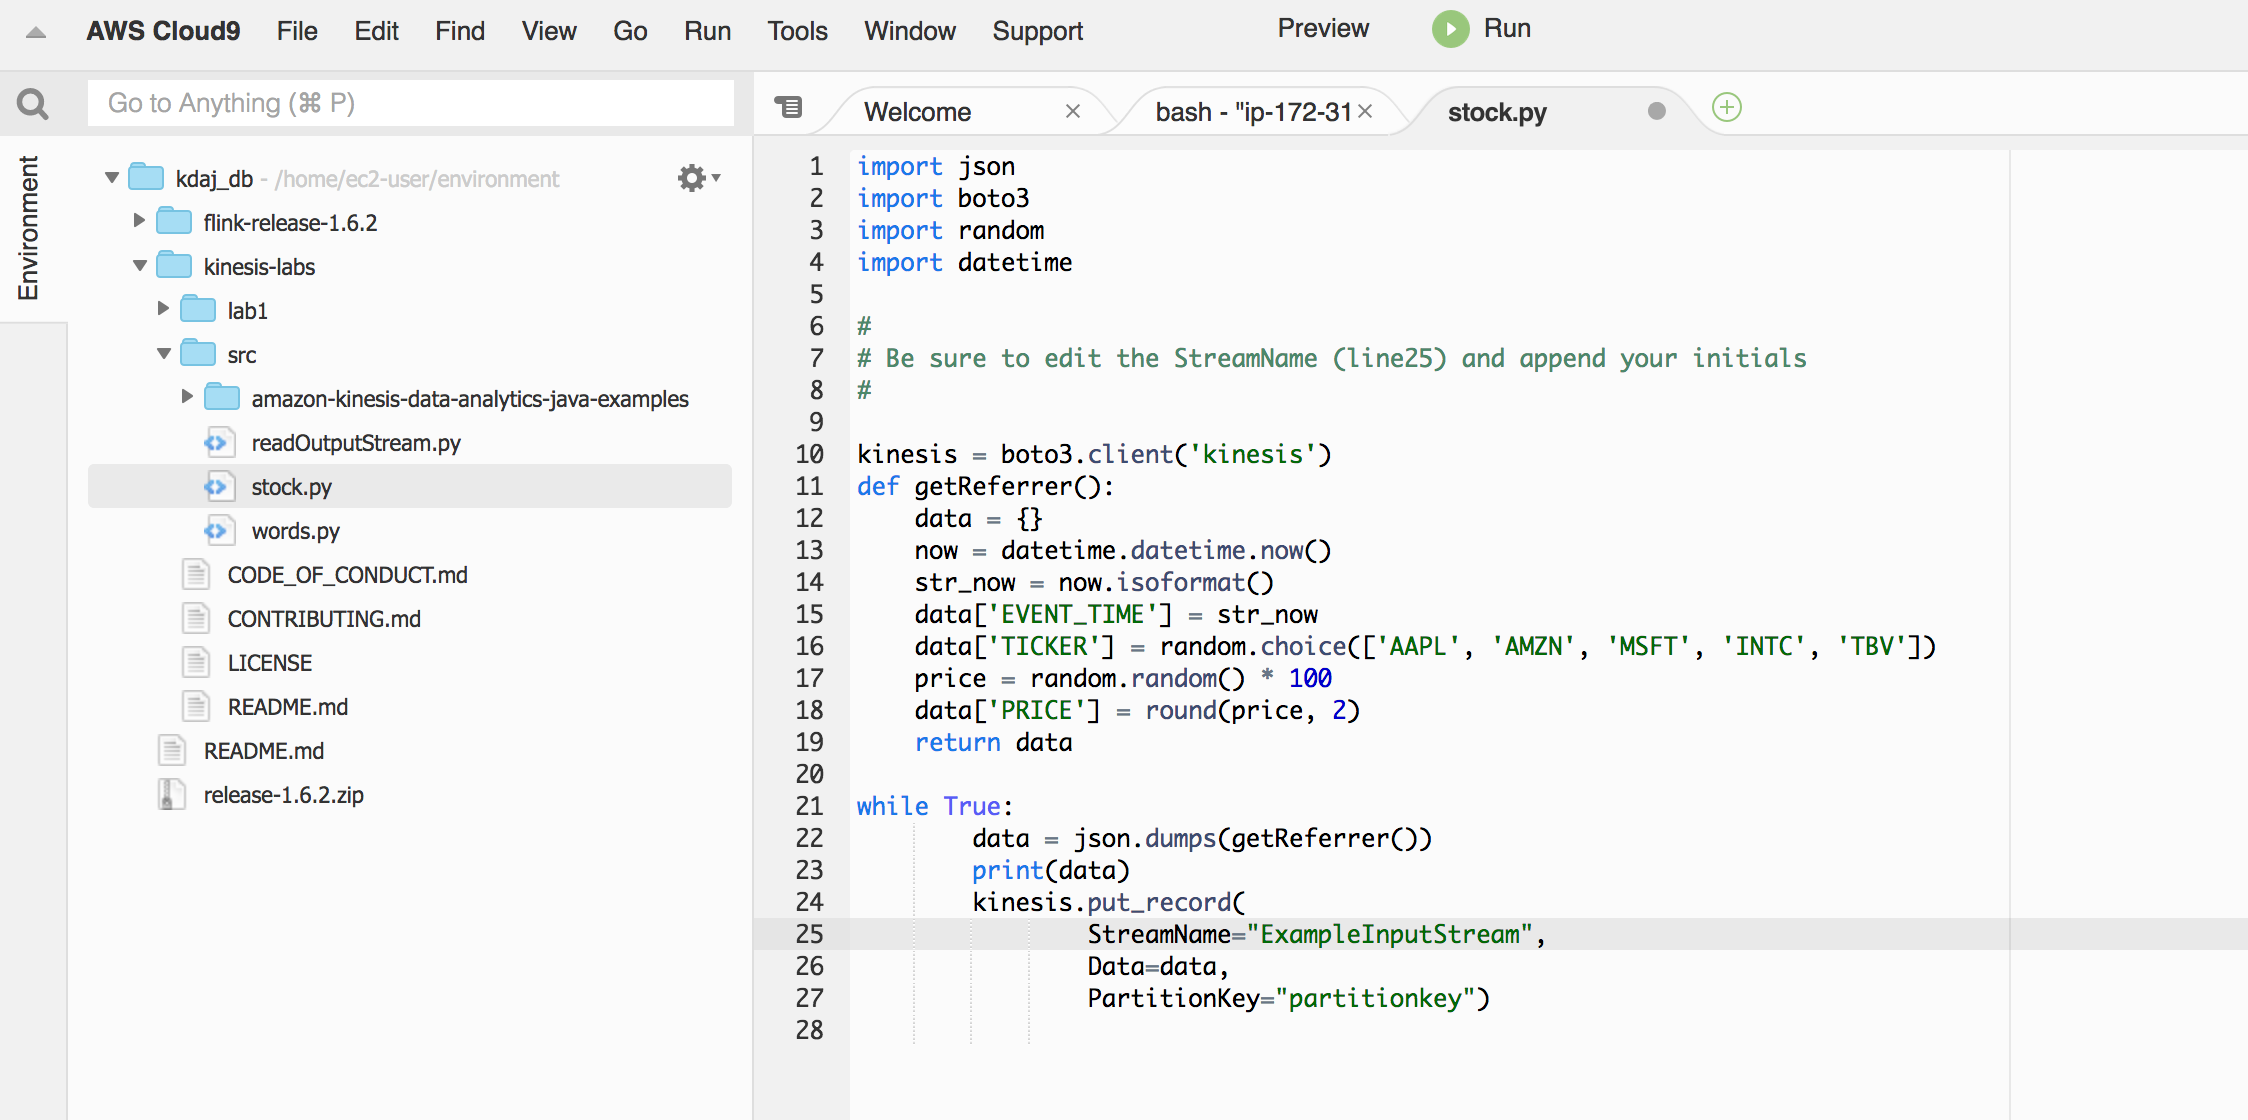 AWS Cloud9 File Edit Find View Go Run Tools Window Support Preview Run
Go to Anything (⌘ P)
Welcome
bash - "ip-172-31
stock.py
Environment
kdaj_db - /home/ec2-user/environment
flink-release-1.6.2
kinesis-labs
lab1
src
amazon-kinesis-data-analytics-java-examples
readOutputStream.py
stock.py
words.py
CODE_OF_CONDUCT.md
CONTRIBUTING.md
LICENSE
README.md
README.md
release-1.6.2.zip
1 import json
2 import boto3
3 import random
4 import datetime
5
6 #
7 # Be sure to edit the StreamName (line25) and append your initials
8 #
9
10 kinesis = boto3.client('kinesis')
11 def getReferrer():
12     data = {}
13     now = datetime.datetime.now()
14     str_now = now.isoformat()
15     data['EVENT_TIME'] = str_now
16     data['TICKER'] = random.choice(['AAPL', 'AMZN', 'MSFT', 'INTC', 'TBV'])
17     price = random.random() * 100
18     data['PRICE'] = round(price, 2)
19     return data
20
21 while True:
22         data = json.dumps(getReferrer())
23         print(data)
24         kinesis.put_record(
25                 StreamName="ExampleInputStream",
26                 Data=data,
27                 PartitionKey="partitionkey")
28